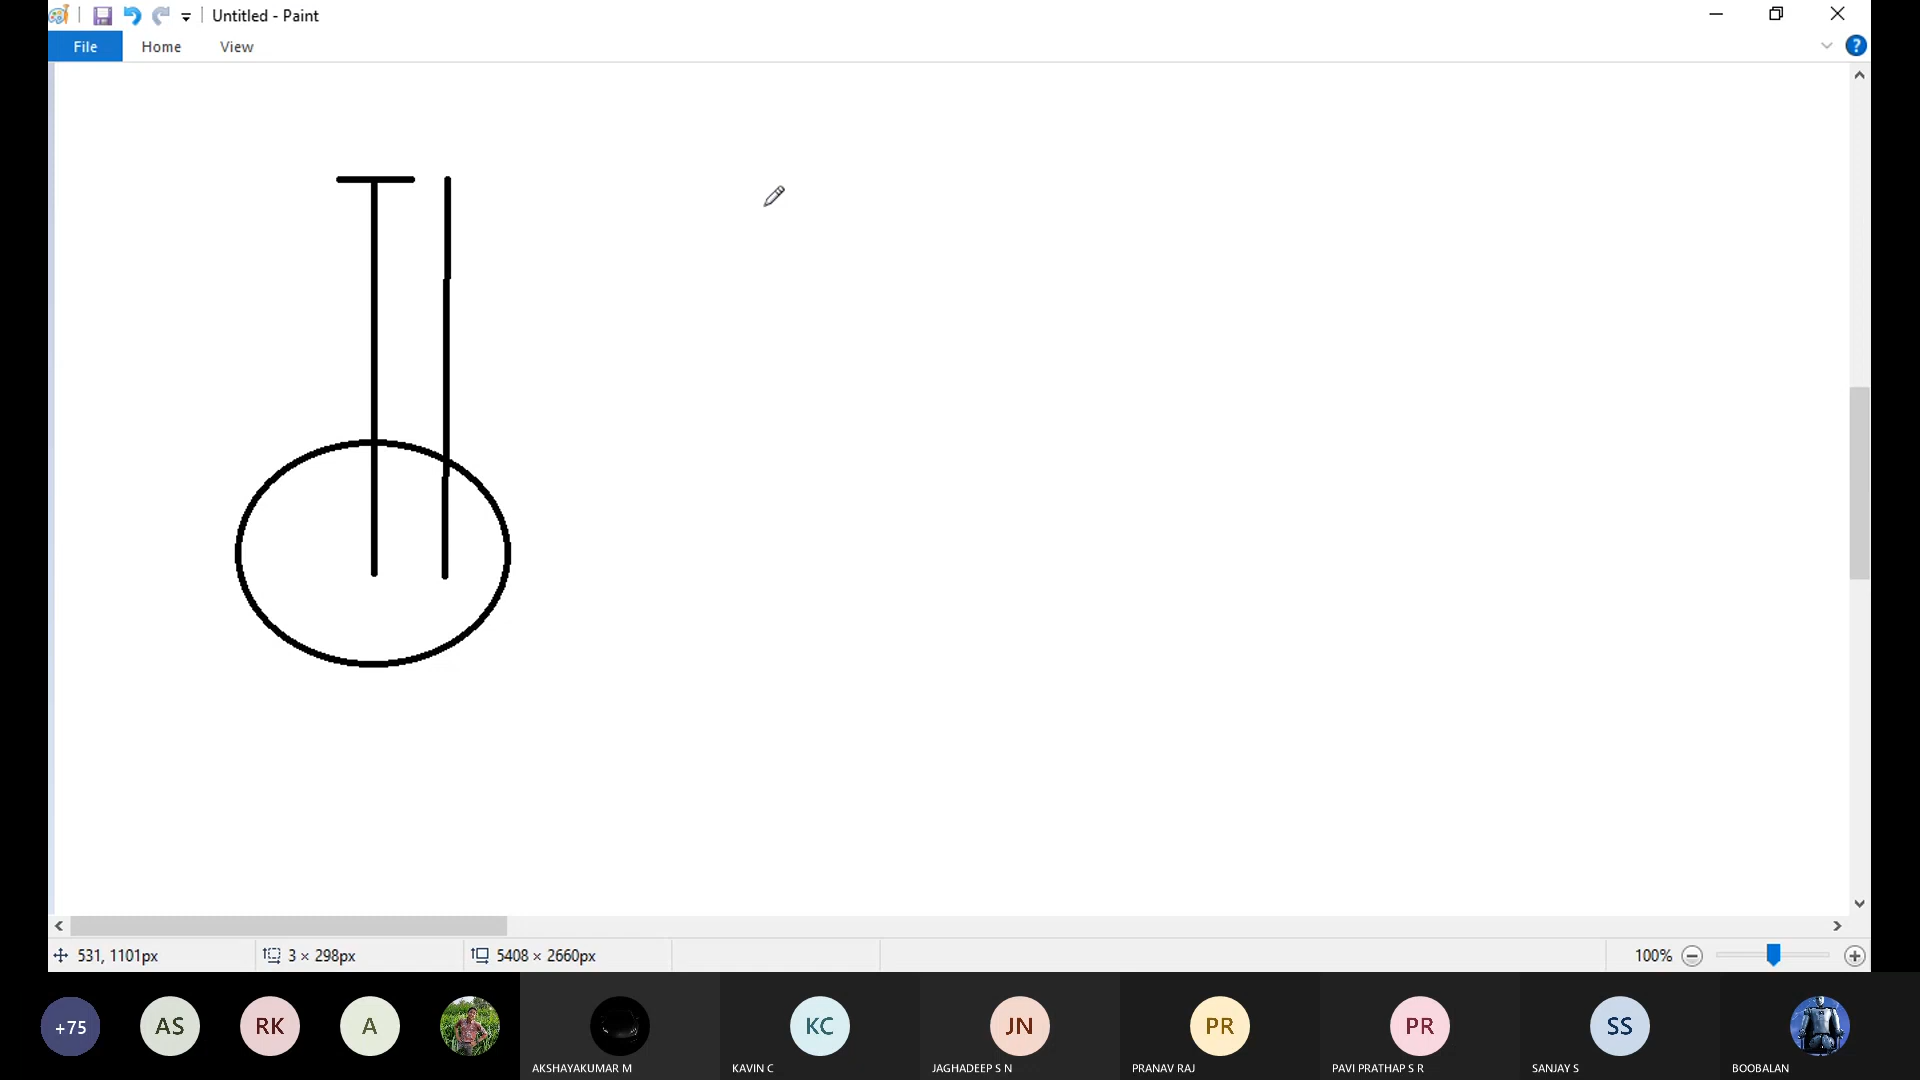 Untitled - Paint
File Home View
?
531, 1101px 3 × 298px 5408 × 2660px 100%
+75 AS RK A KC JN PR PR SS
AKSHAYAKUMAR M KAVIN C JAGHADEEP S N PRANAV RAJ PAVI PRATHAP S R SANJAY S BOOBALAN